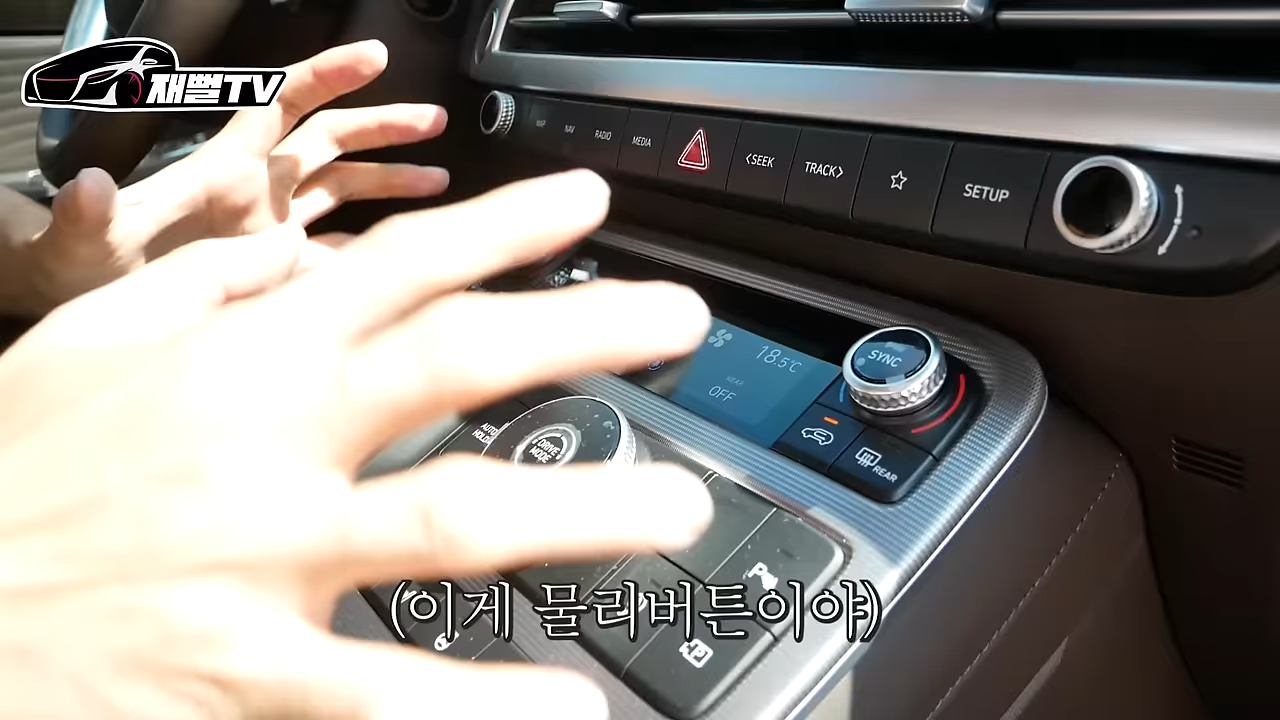 재뻘TV
MAP
NAV
RADIO
MEDIA
<SEEK
TRACK>
SETUP
18.5°C
REAR
OFF
SYNC
AUTO
HOLD
DRIVE
MODE
REAR
P
P
(이게 물리버튼이야)